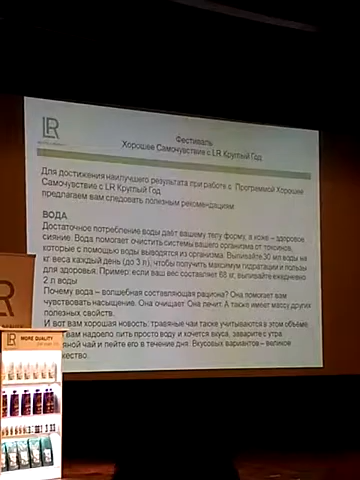 LR
Фестиваль
Хорошее Самочувствие с LR Круглый Год
Для достижения наилучшего результата при работе с Программой Хорошее
Самочувствие с LR Круглый Год
предлагаем вам следовать полезным рекомендациям:
ВОДА
Достаточное потребление воды даёт вашему телу форму, а коже – здоровое
сияние. Вода помогает очистить системы вашего организма от токсинов,
которые с помощью воды выводятся из организма. Выпивайте 30 мл воды на
кг веса каждый день (до 3 л), чтобы получить максимум гидратации и пользы
для здоровья. Пример: если ваш вес составляет 68 кг, выпивайте ежедневно
2 л воды
Почему вода – волшебная составляющая рациона? Она помогает вам
чувствовать насыщение. Она очищает. Она лечит. А также имеет массу других
полезных свойств.
И вот вам хорошая новость: травяные чаи также учитываются в этом объёме.
вам надоело пить просто воду и хочется вкуса, заварите с утра
чай и пейте его в течение дня. Вкусовых вариантов – великое
R
LR
MORE QUALITY